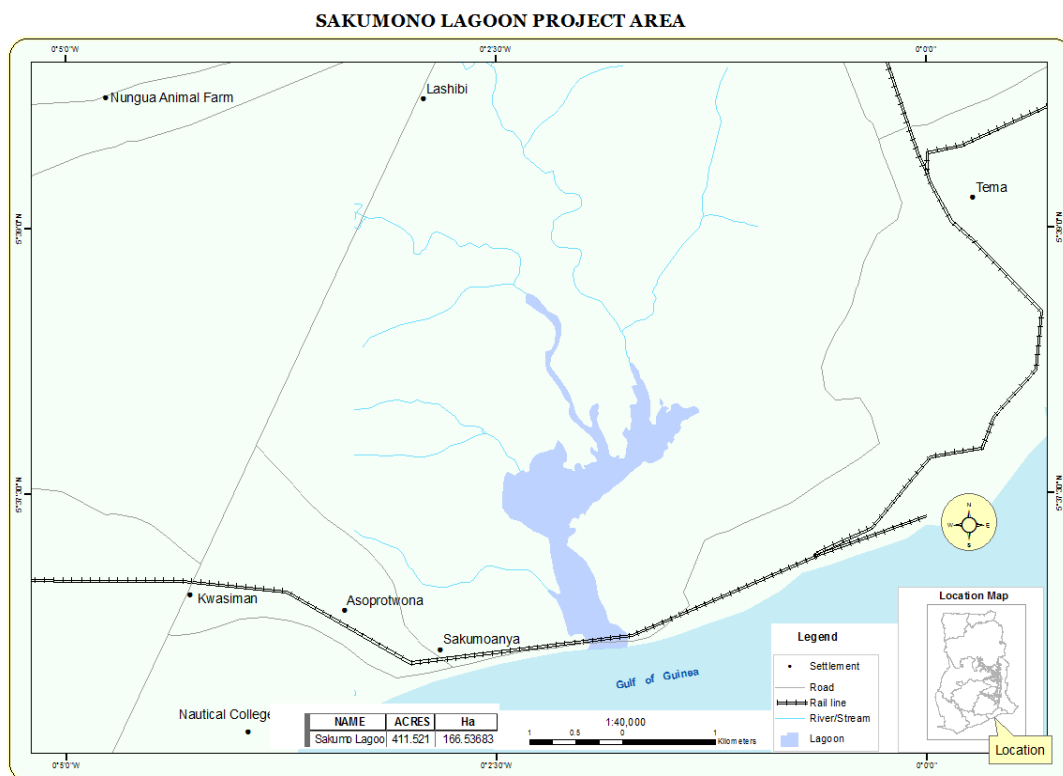 SAKUMONO LAGOON PROJECT AREA
0°5'0"W 0°2'30"W 0°0'0"
Nungua Animal Farm
Lashibi
Tema
5°39'0"N 5°39'0"N
5°37'30"N 5°37'30"N
N
W E
S
Kwasiman
Asoprotwona
Sakumoanya
Gulf of Guinea
Nautical College
NAME ACRES Ha
Sakumo Lagoo 411.521 166.53683
1:40,000
1 0.5 0 1
Kilometers
Legend
Settlement
Road
Rail line
River/Stream
Lagoon
Location Map
Location
0°5'0"W 0°2'30"W 0°0'0"